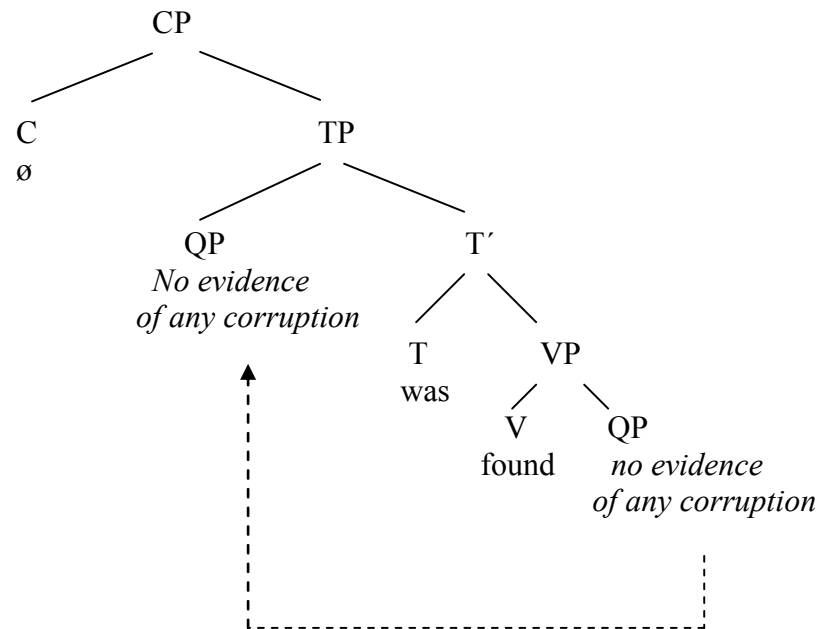 CP
C TP
ø
QP T´
No evidence
of any corruption
T VP
was
V QP
found no evidence
of any corruption